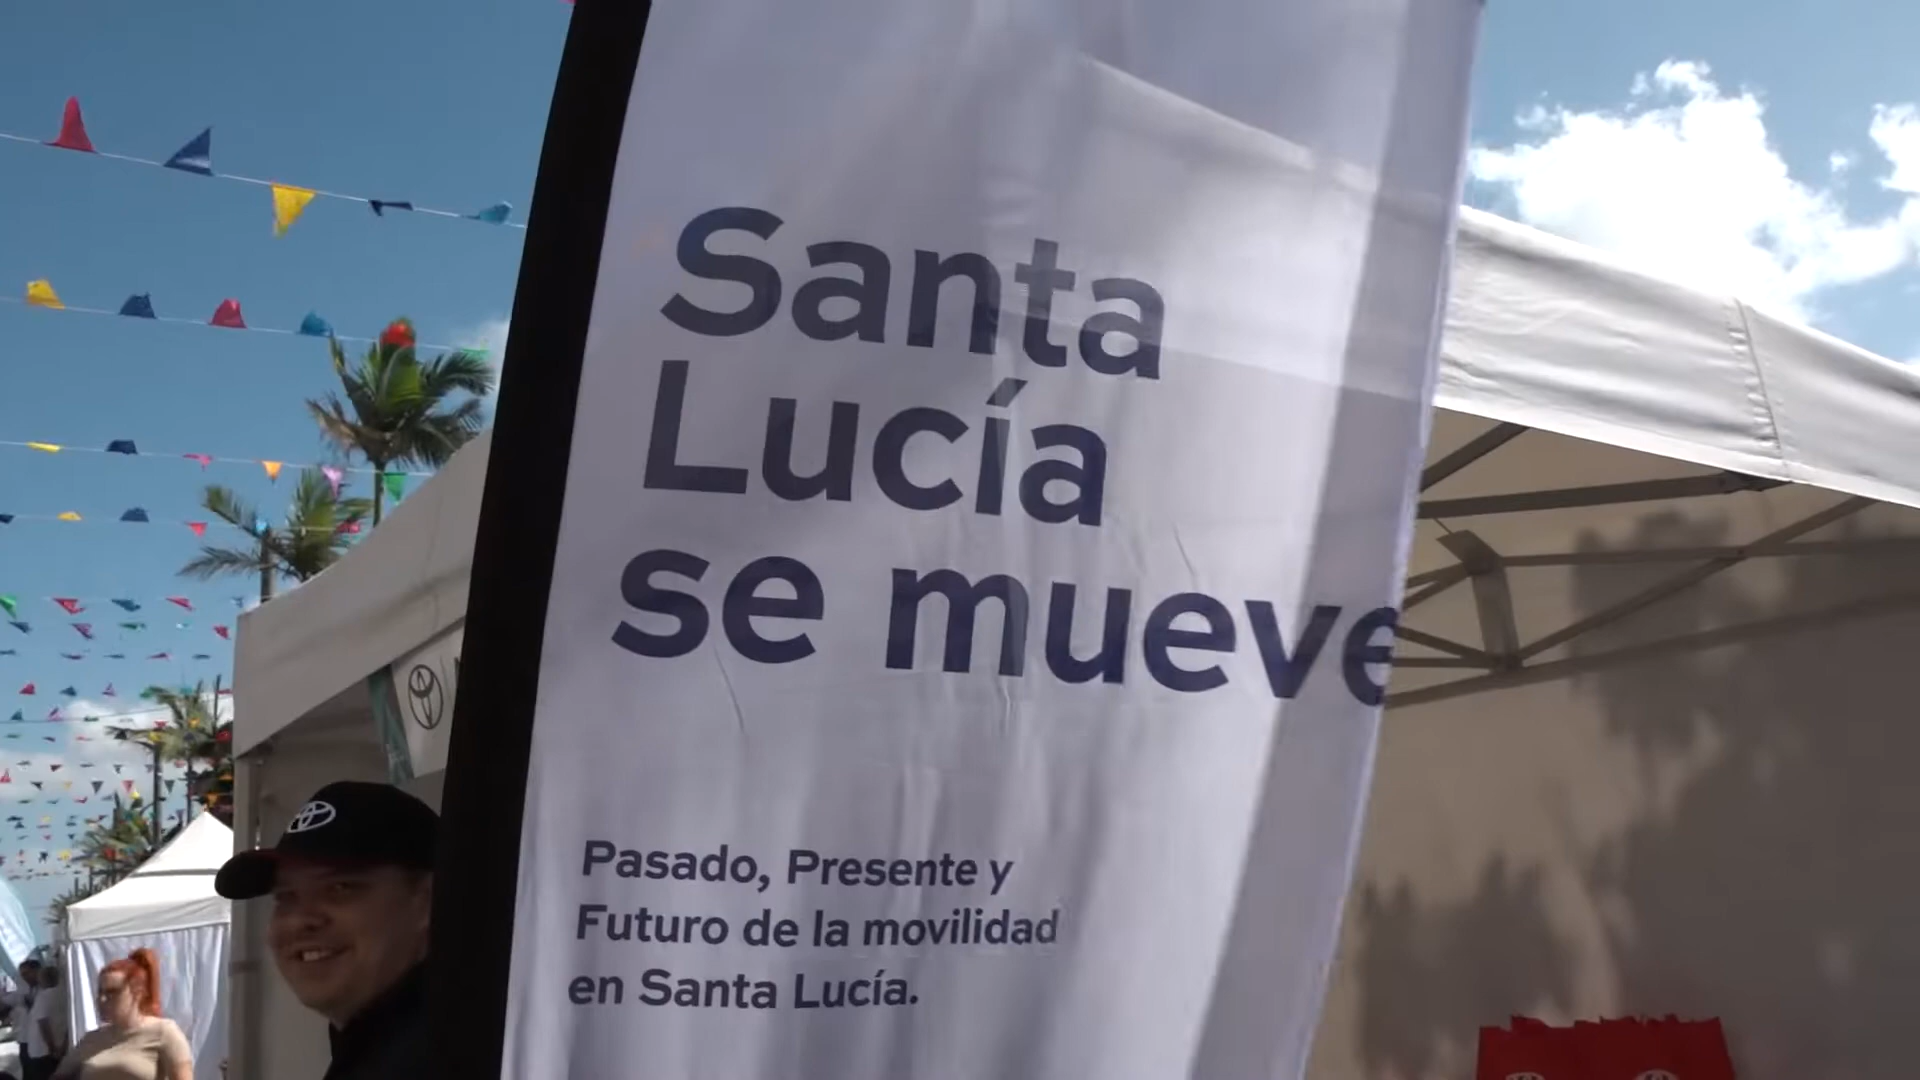 Santa
Lucía
se mueve
Pasado, Presente y
Futuro de la movilidad
en Santa Lucía.